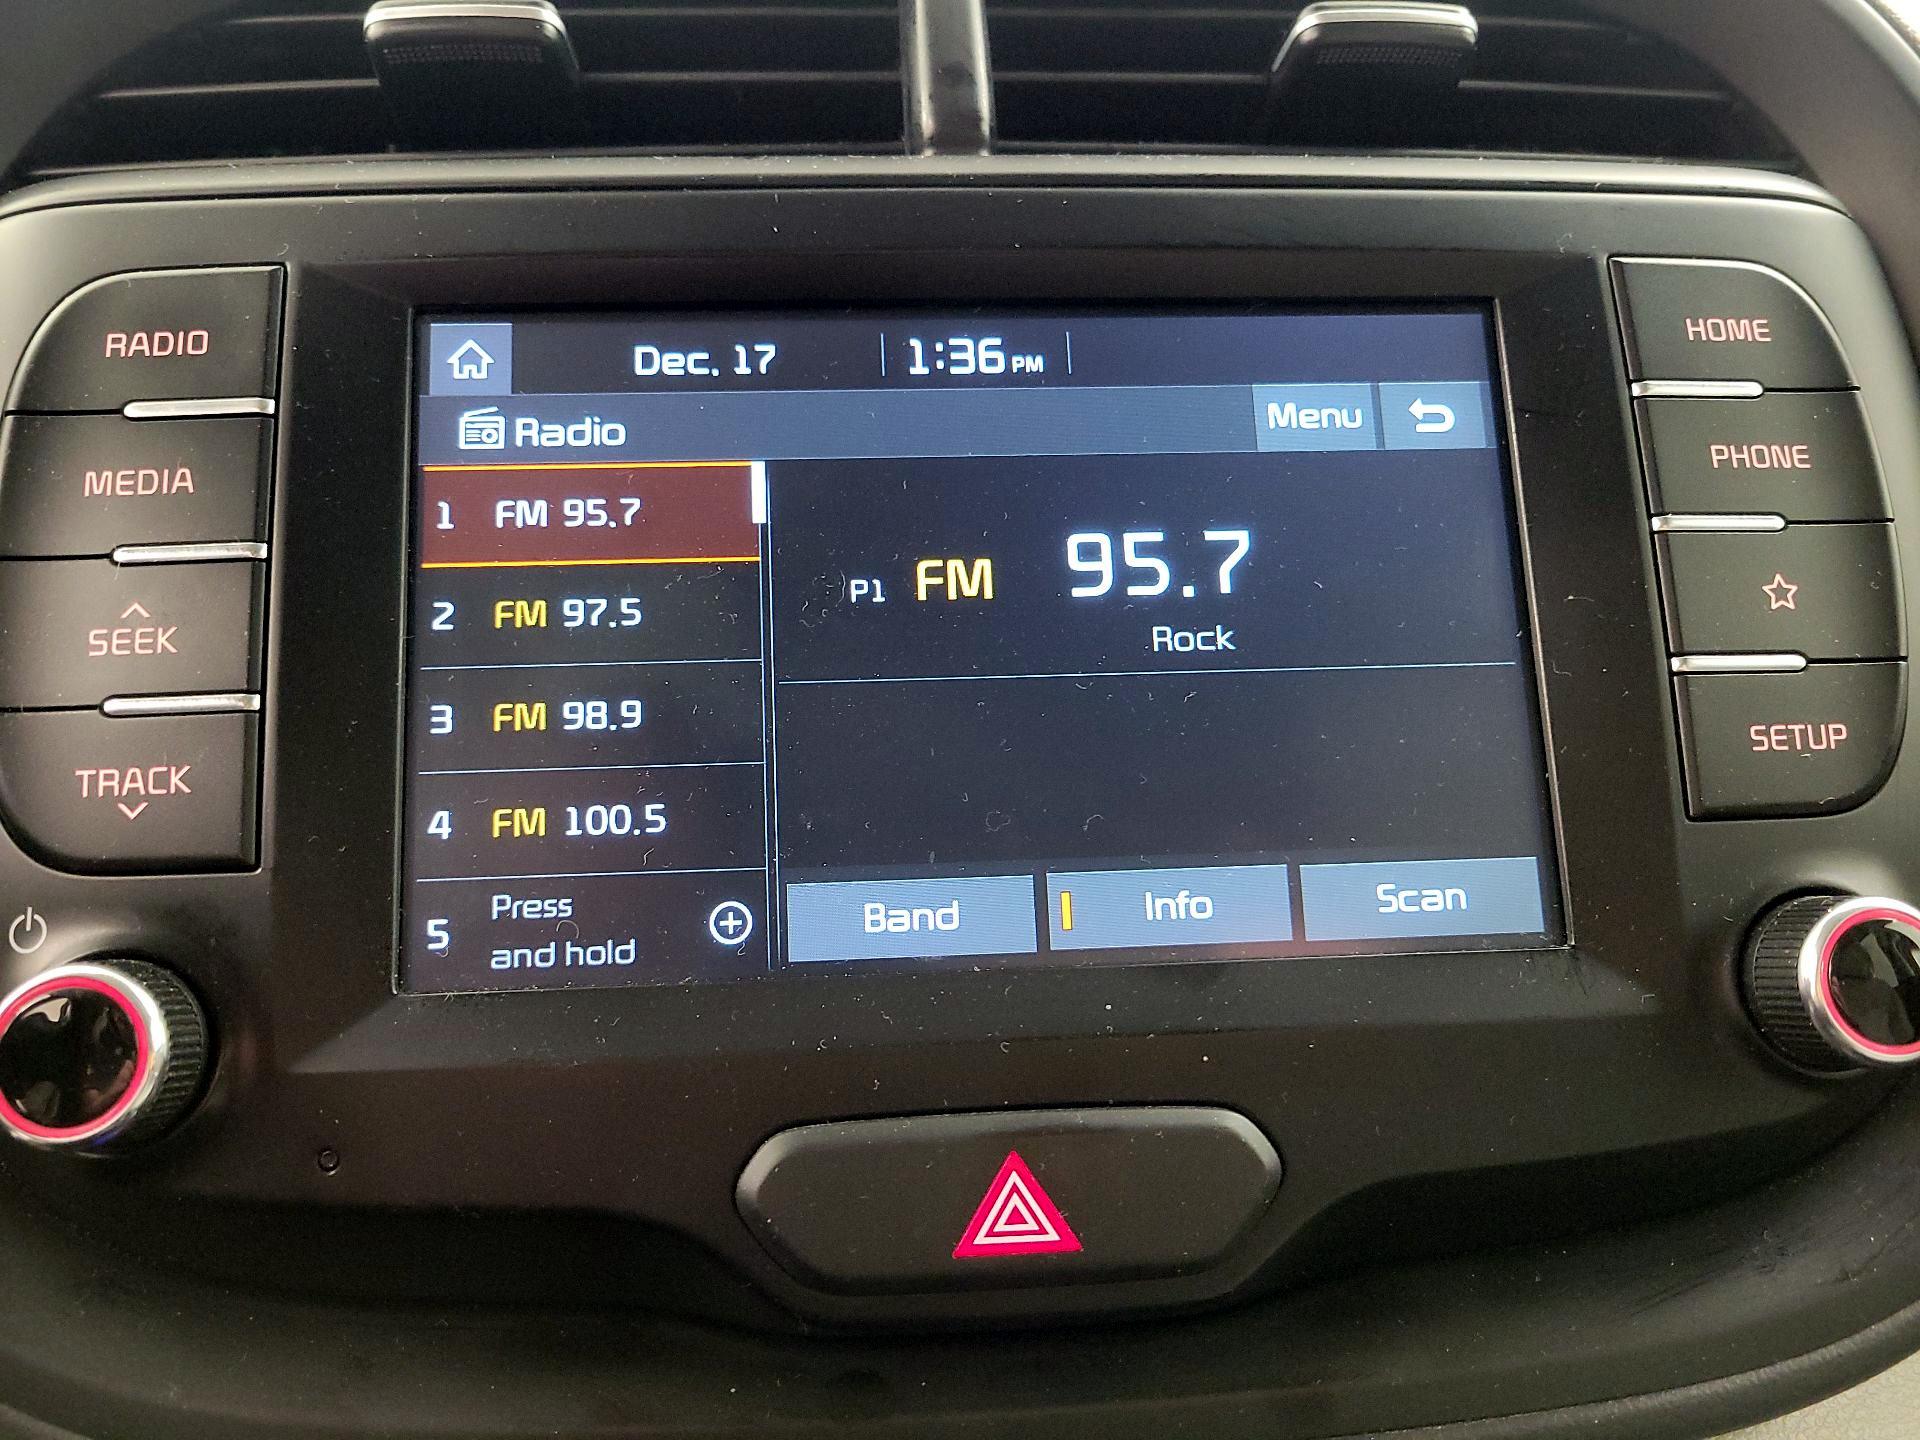 RADIO
MEDIA
SEEK
TRACK
Dec. 17 1:36 PM
Radio
Menu
1 FM 95.7
2 FM 97.5
3 FM 98.9
4 FM 100.5
5 Press
and hold
P1 FM 95.7
Rock
Band
Info
Scan
HOME
PHONE
SETUP